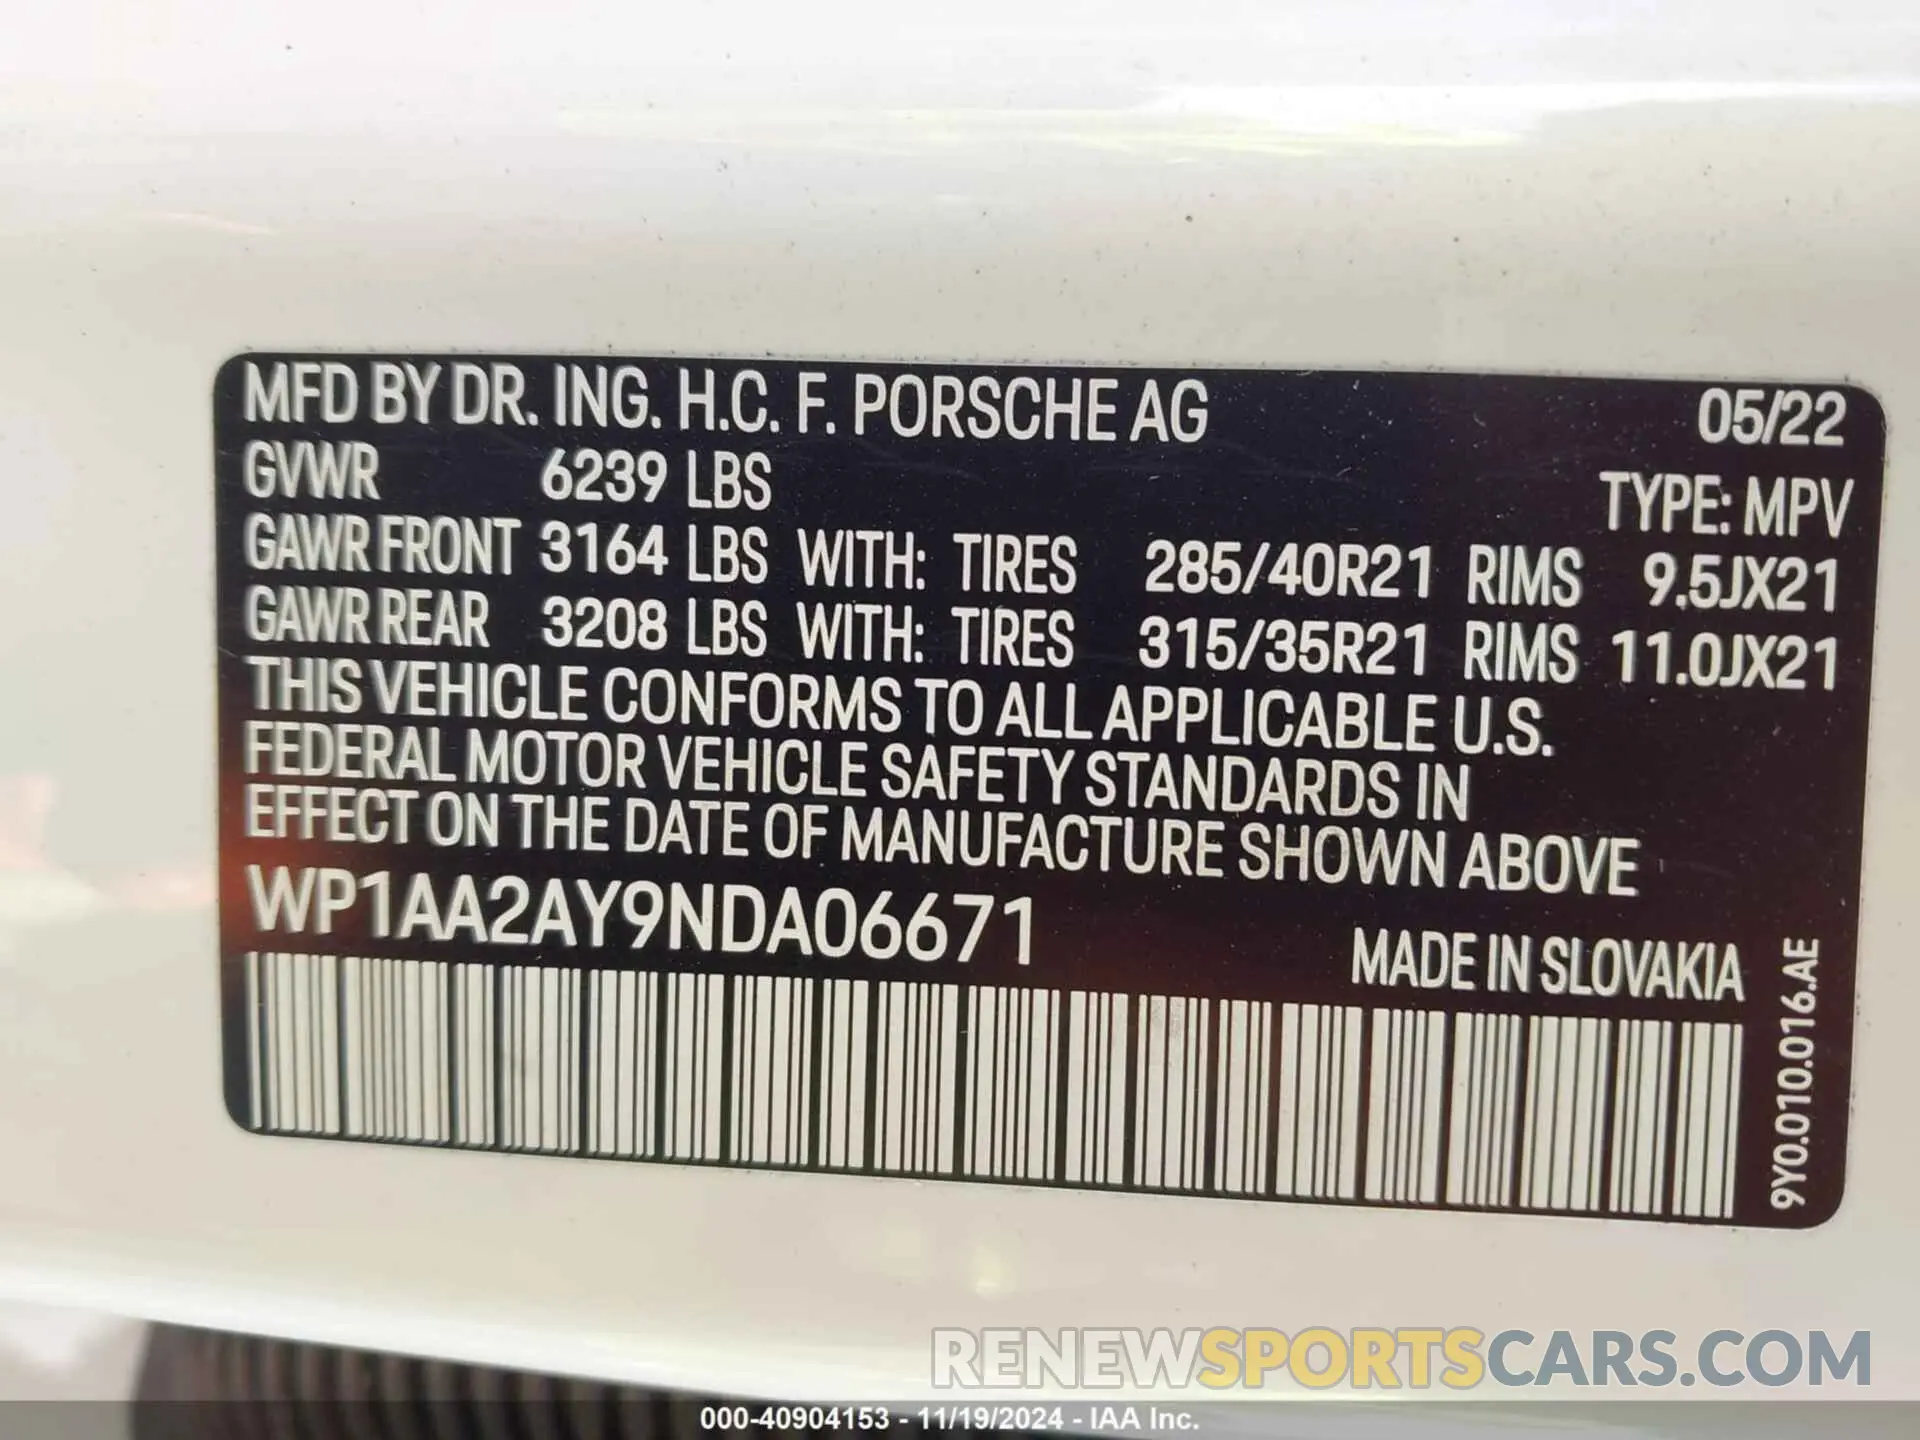 MFD BY DR. ING. H.C. F. PORSCHE AG 05/22
GVWR 6239 LBS TYPE: MPV
GAWR FRONT 3164 LBS WITH: TIRES 285/40R21 RIMS 9.5JX21
GAWR REAR 3208 LBS WITH: TIRES 315/35R21 RIMS 11.0JX21
THIS VEHICLE CONFORMS TO ALL APPLICABLE U.S.
FEDERAL MOTOR VEHICLE SAFETY STANDARDS IN
EFFECT ON THE DATE OF MANUFACTURE SHOWN ABOVE
WP1AA2AY9NDA06671
MADE IN SLOVAKIA
9Y0.010.016.AE
RENEWSPORTSCARS.COM
000-40904153 - 11/19/2024 - IAA Inc.